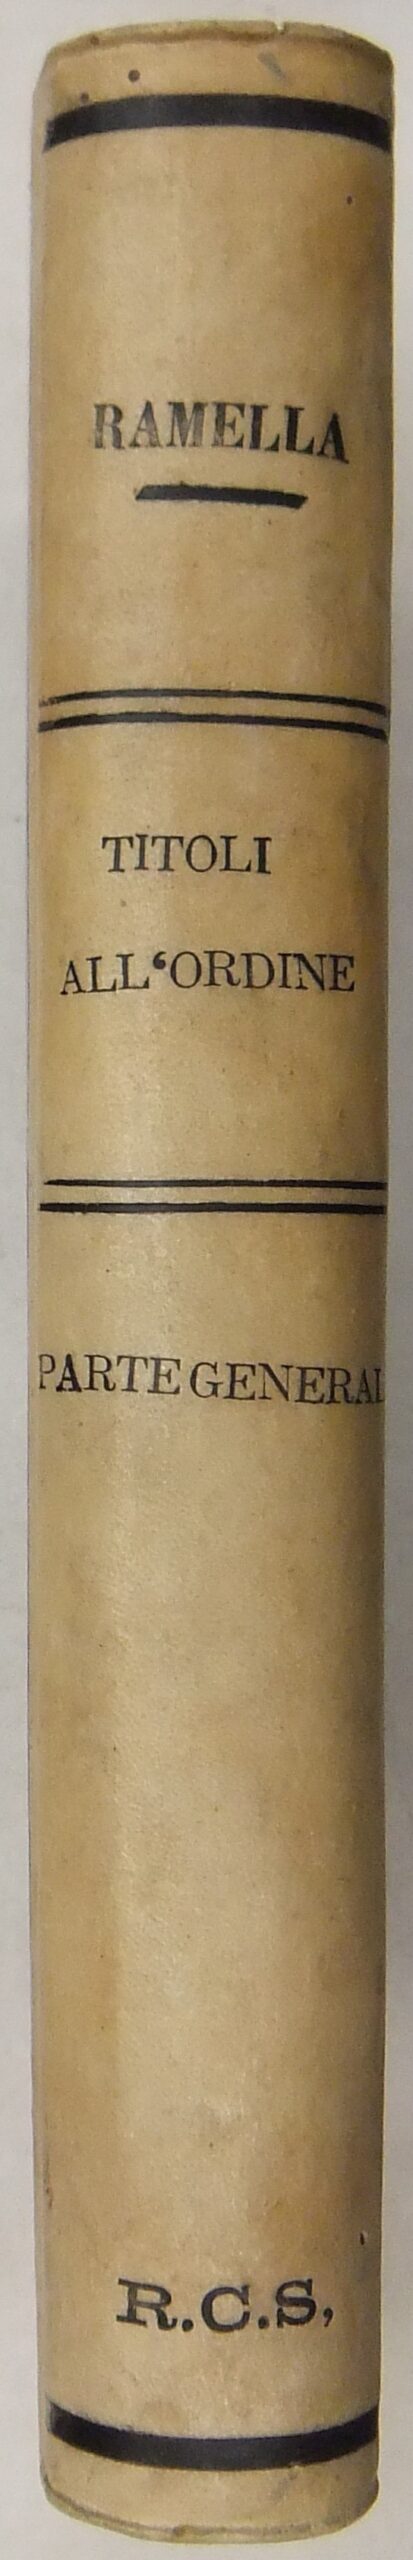 RAMELLA
TITOLI
ALL‘ORDINE
PARTE GENERAL
R.C.S,